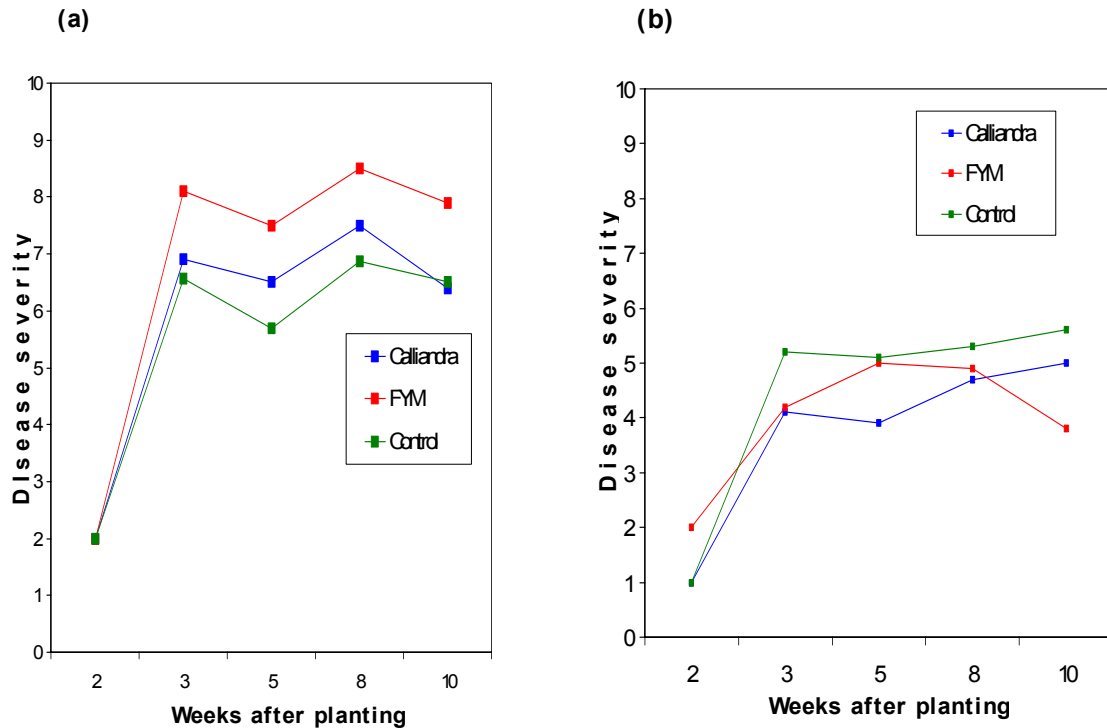 (a)
10
9
8
7
6
5
4
3
2
1
0
DIsease severity
Calliandra
FYM
Control
2 3 5 8 10
Weeks after planting
(b)
10
9
8
7
6
5
4
3
2
1
0
Disease severity
Calliandra
FYM
Control
2 3 5 8 10
Weeks after planting